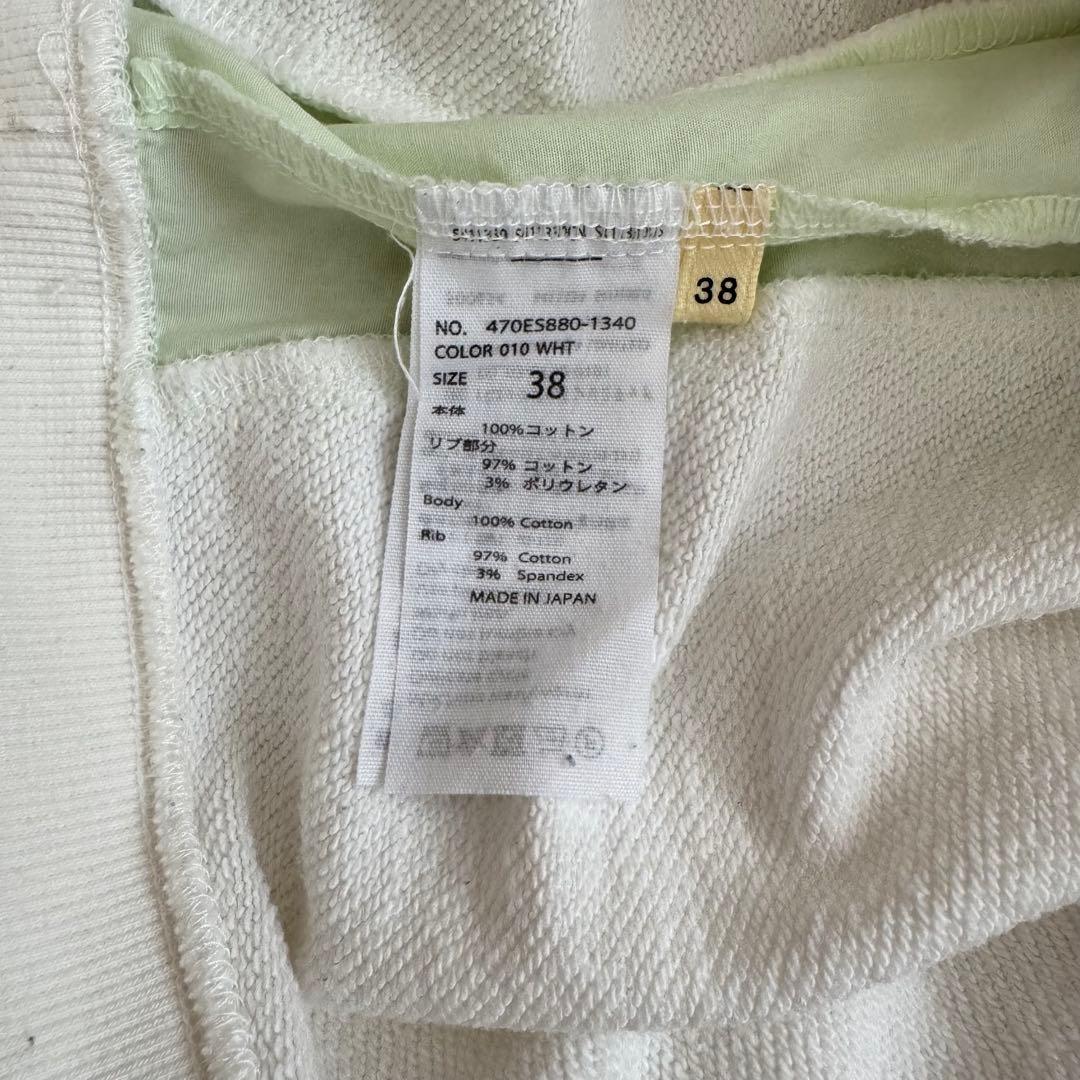 38
NO. 470ES880-1340
COLOR 010 WHT
SIZE 38
本体
100%コットン
リブ部分
97% コットン
3% ポリウレタン
Body
100% Cotton
Rib
97% Cotton
3% Spandex
MADE IN JAPAN